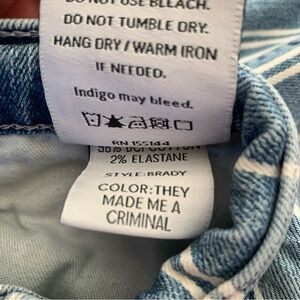 DO NOT USE BLEACH.
DO NOT TUMBLE DRY.
HANG DRY / WARM IRON
IF NEEDED.
Indigo may bleed.
RN 155144
2% ELASTANE
STYLE: BRADY
COLOR: THEY
MADE ME A
CRIMINAL